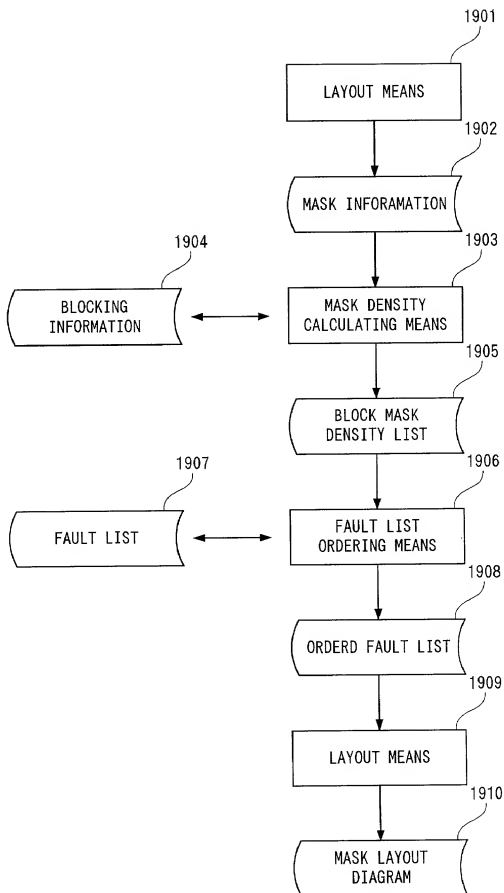 1901
LAYOUT MEANS
1902
MASK INFORAMATION
1903
1904
BLOCKING
INFORMATION
MASK DENSITY
CALCULATING MEANS
1905
BLOCK MASK
DENSITY LIST
1906
1907
FAULT LIST
FAULT LIST
ORDERING MEANS
1908
ORDERD FAULT LIST
1909
LAYOUT MEANS
1910
MASK LAYOUT
DIAGRAM